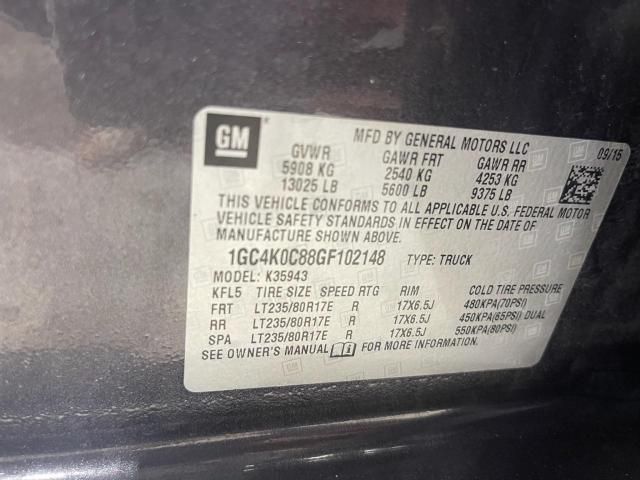 GM
MFD BY GENERAL MOTORS LLC
09/15
GVWR GAWR FRT GAWR RR
5908 KG 2540 KG 4253 KG
13025 LB 5600 LB 9375 LB
THIS VEHICLE CONFORMS TO ALL APPLICABLE U.S. FEDERAL MOTOR
VEHICLE SAFETY STANDARDS IN EFFECT ON THE DATE OF
MANUFACTURE SHOWN ABOVE.
1GC4K0C88GF102148 TYPE: TRUCK
MODEL: K35943
KFL5 TIRE SIZE SPEED RTG RIM COLD TIRE PRESSURE
FRT LT235/80R17E R 17X6.5J 480KPA(70PSI)
RR LT235/80R17E R 17X6.5J 450KPA(65PSI) DUAL
SPA LT235/80R17E R 17X6.5J 550KPA(80PSI)
SEE OWNER'S MANUAL FOR MORE INFORMATION.